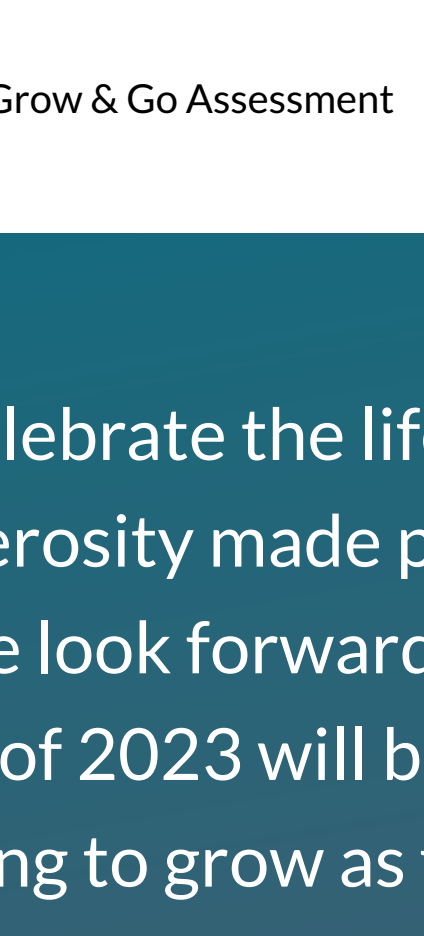 Grow & Go Assessment
lebrate the lif
erosity made p
e look forward
of 2023 will b
ng to grow as